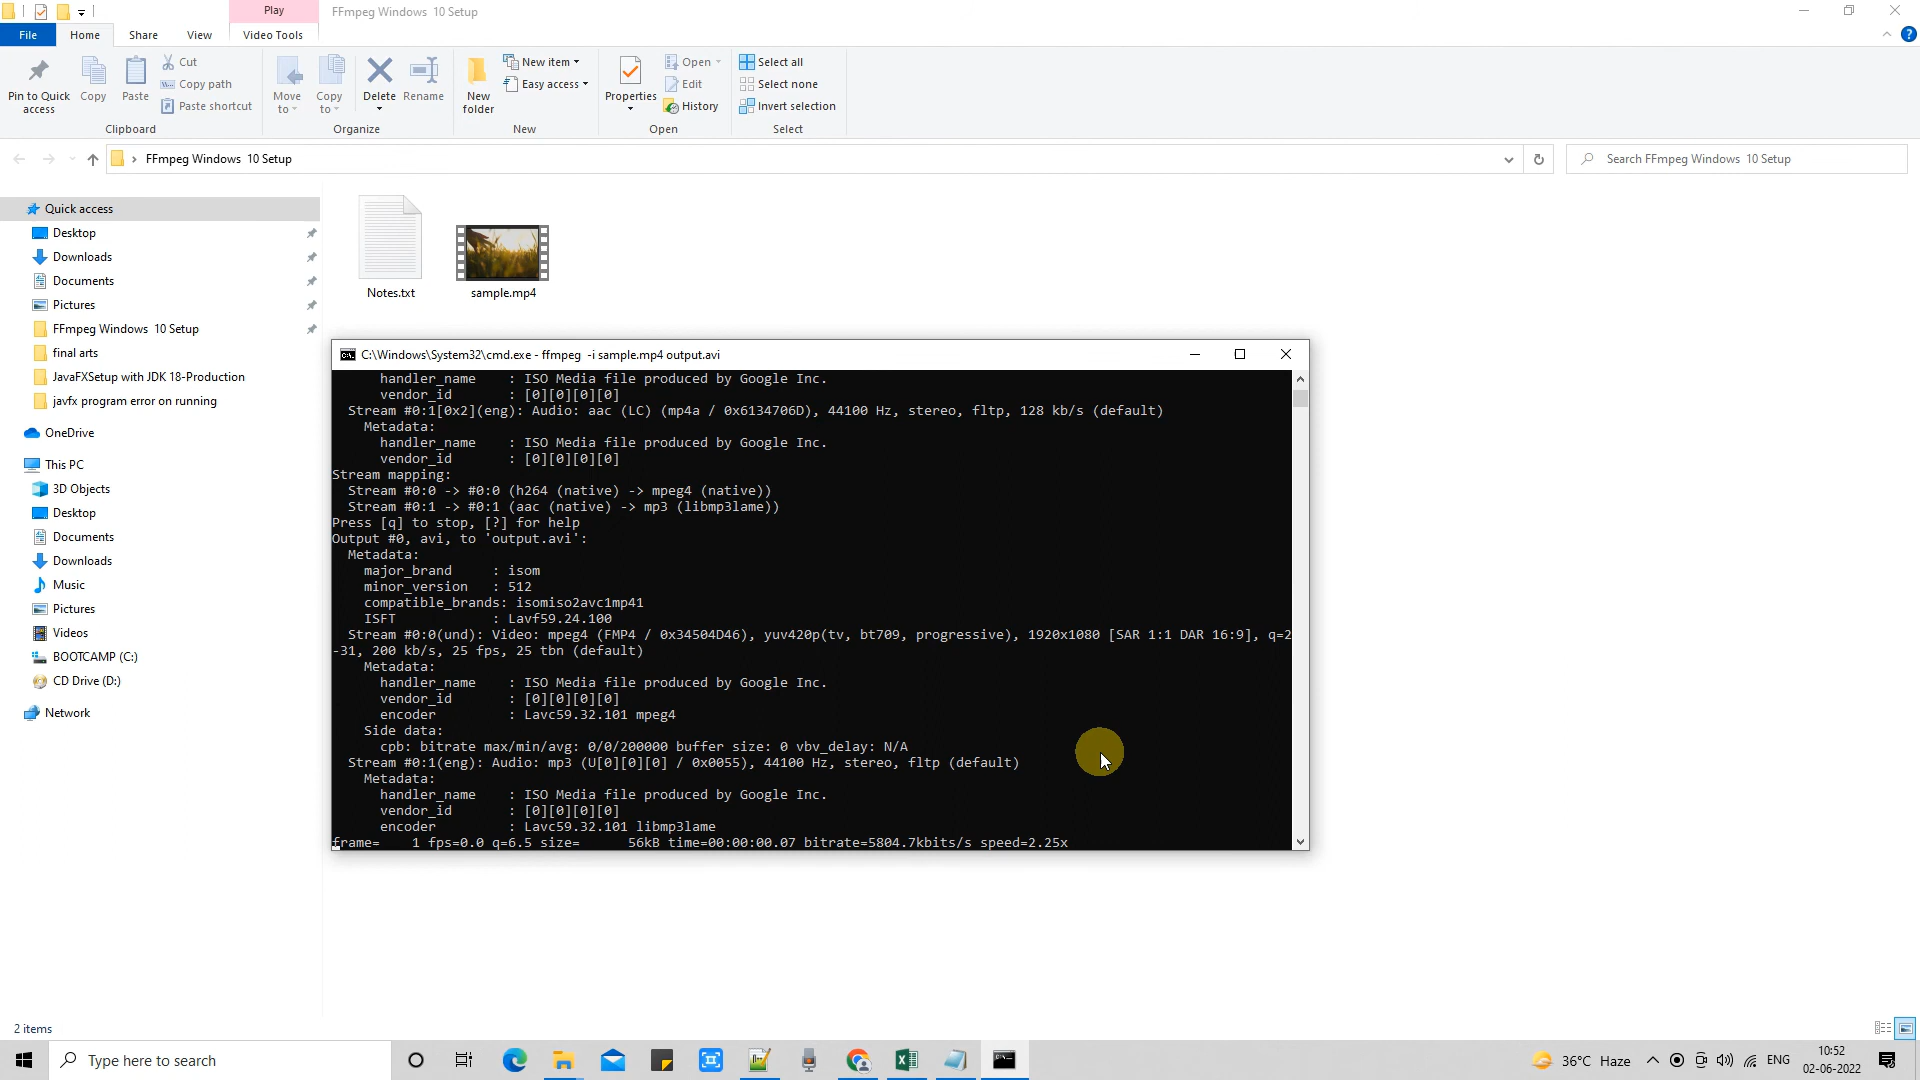 Play
FFmpeg Windows  10 Setup
File
Home
Share
View
Video Tools
Pin to Quick access
Copy
Paste
Cut
Copy path
Paste shortcut
Clipboard
Move to
Copy to
Delete
Rename
Organize
New folder
New item
Easy access
New
Properties
Open
Edit
History
Open
Select all
Select none
Invert selection
Select
FFmpeg Windows  10 Setup
Search FFmpeg Windows  10 Setup
Quick access
Desktop
Downloads
Documents
Pictures
FFmpeg Windows  10 Setup
final arts
JavaFXSetup with JDK 18-Production
javfx program error on running
OneDrive
This PC
3D Objects
Desktop
Documents
Downloads
Music
Pictures
Videos
BOOTCAMP (C:)
CD Drive (D:)
Network
Notes.txt
sample.mp4
C:\Windows\System32\cmd.exe - ffmpeg  -i sample.mp4 output.avi
handler_name    : ISO Media file produced by Google Inc.
vendor_id       : [0][0][0][0]
Stream #0:1[0x2](eng): Audio: aac (LC) (mp4a / 0x6134706D), 44100 Hz, stereo, fltp, 128 kb/s (default)
Metadata:
handler_name    : ISO Media file produced by Google Inc.
vendor_id       : [0][0][0][0]
Stream mapping:
Stream #0:0 -> #0:0 (h264 (native) -> mpeg4 (native))
Stream #0:1 -> #0:1 (aac (native) -> mp3 (libmp3lame))
Press [q] to stop, [?] for help
Output #0, avi, to 'output.avi':
Metadata:
major_brand     : isom
minor_version   : 512
compatible_brands: isomiso2avc1mp41
ISFT            : Lavf59.24.100
Stream #0:0(und): Video: mpeg4 (FMP4 / 0x34504D46), yuv420p(tv, bt709, progressive), 1920x1080 [SAR 1:1 DAR 16:9], q=2
-31, 200 kb/s, 25 fps, 25 tbn (default)
Metadata:
handler_name    : ISO Media file produced by Google Inc.
vendor_id       : [0][0][0][0]
encoder         : Lavc59.32.101 mpeg4
Side data:
cpb: bitrate max/min/avg: 0/0/200000 buffer size: 0 vbv_delay: N/A
Stream #0:1(eng): Audio: mp3 (U[0][0][0] / 0x0055), 44100 Hz, stereo, fltp (default)
Metadata:
handler_name    : ISO Media file produced by Google Inc.
vendor_id       : [0][0][0][0]
encoder         : Lavc59.32.101 libmp3lame
frame=    1 fps=0.0 q=6.5 size=      56kB time=00:00:00.07 bitrate=5804.7kbits/s speed=2.25x
2 items
Type here to search
36°C  Haze
ENG
10:52
02-06-2022